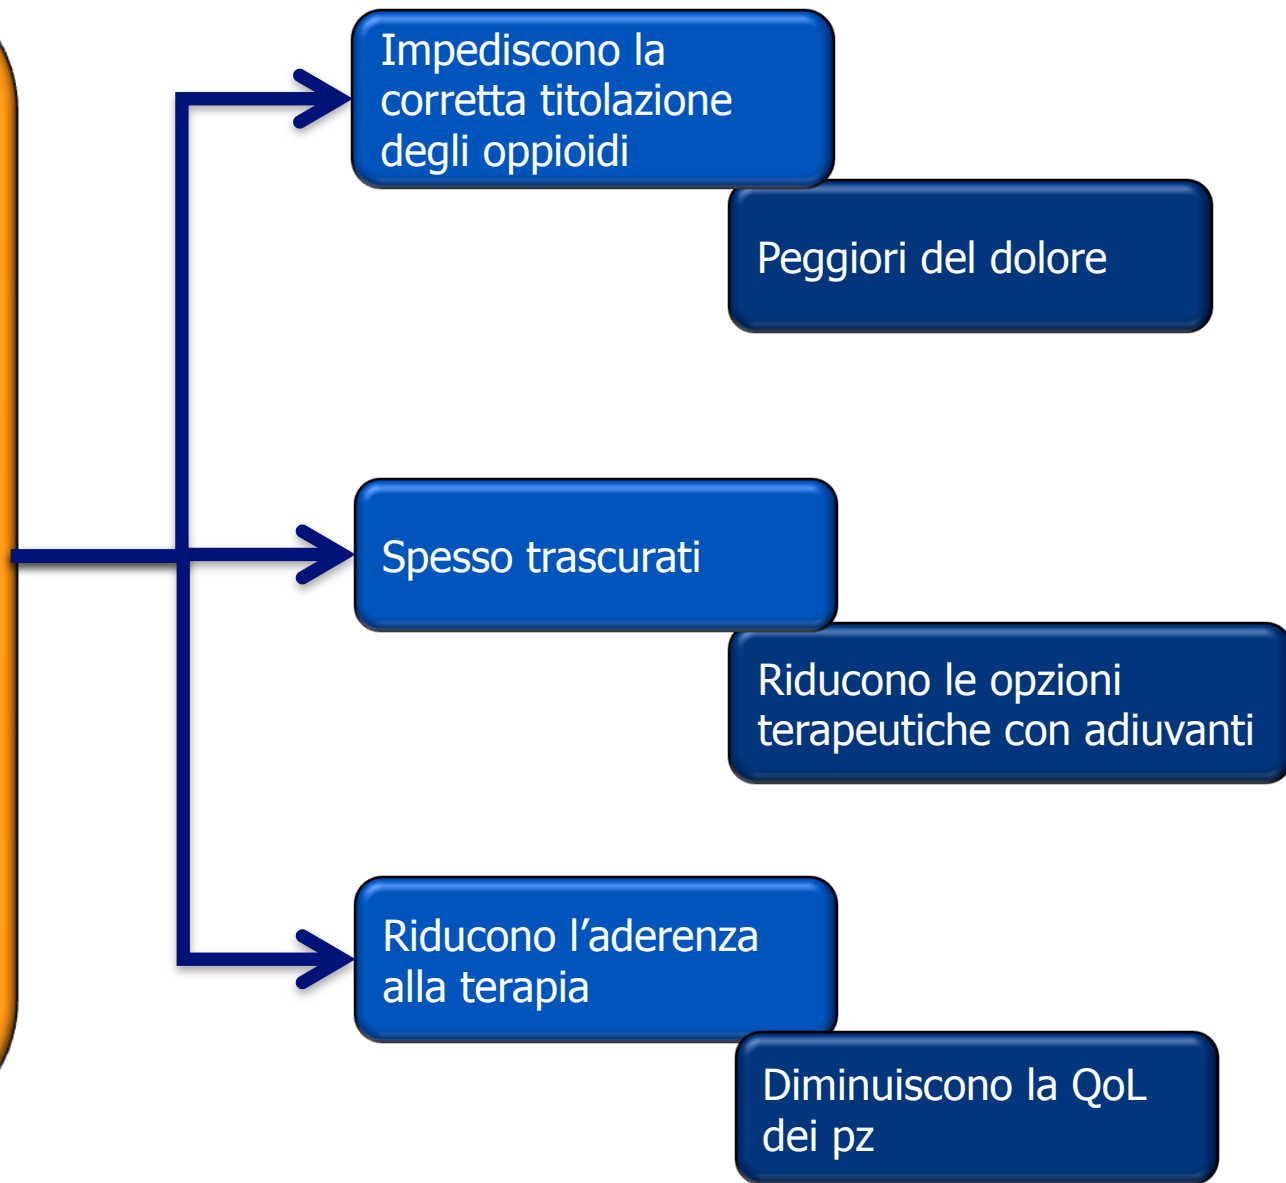 Impediscono la
corretta titolazione
degli oppioidi
Peggiori del dolore
Spesso trascurati
Riducono le opzioni
terapeutiche con adiuvanti
Riducono l’aderenza
alla terapia
Diminuiscono la QoL
dei pz